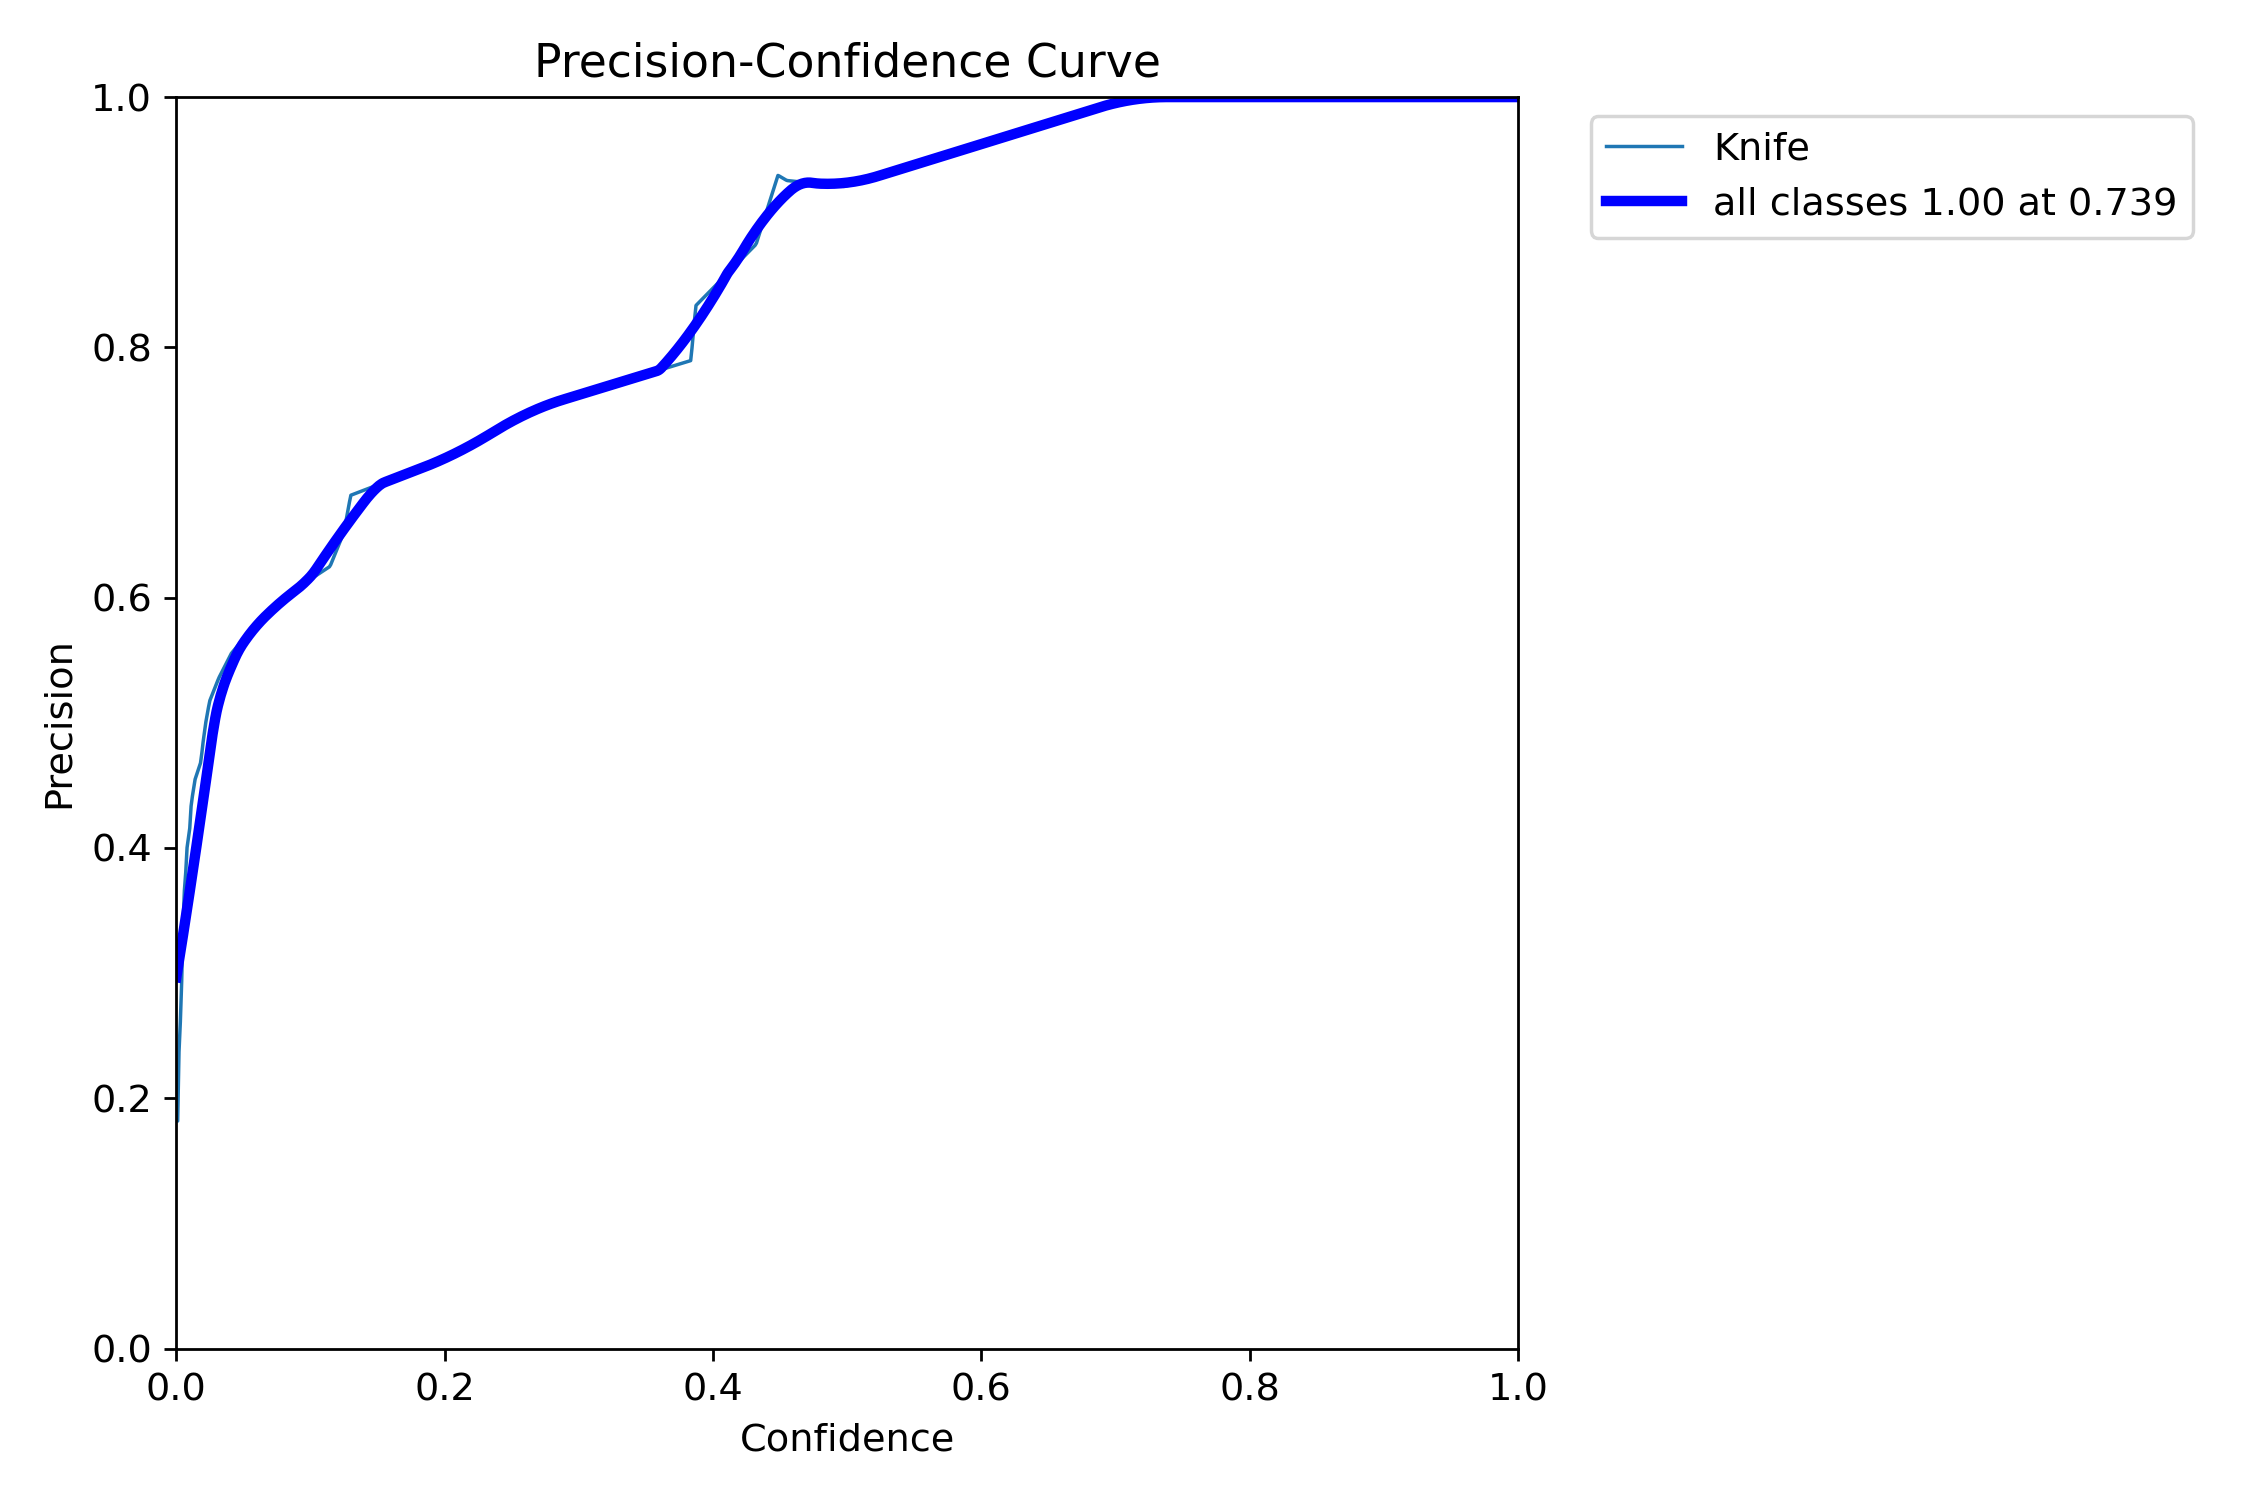 Precision-Confidence Curve
1.0
0.8
0.6
0.4
0.2
0.0
Precision
0.0 0.2 0.4 0.6 0.8 1.0
Confidence
Knife
all classes 1.00 at 0.739